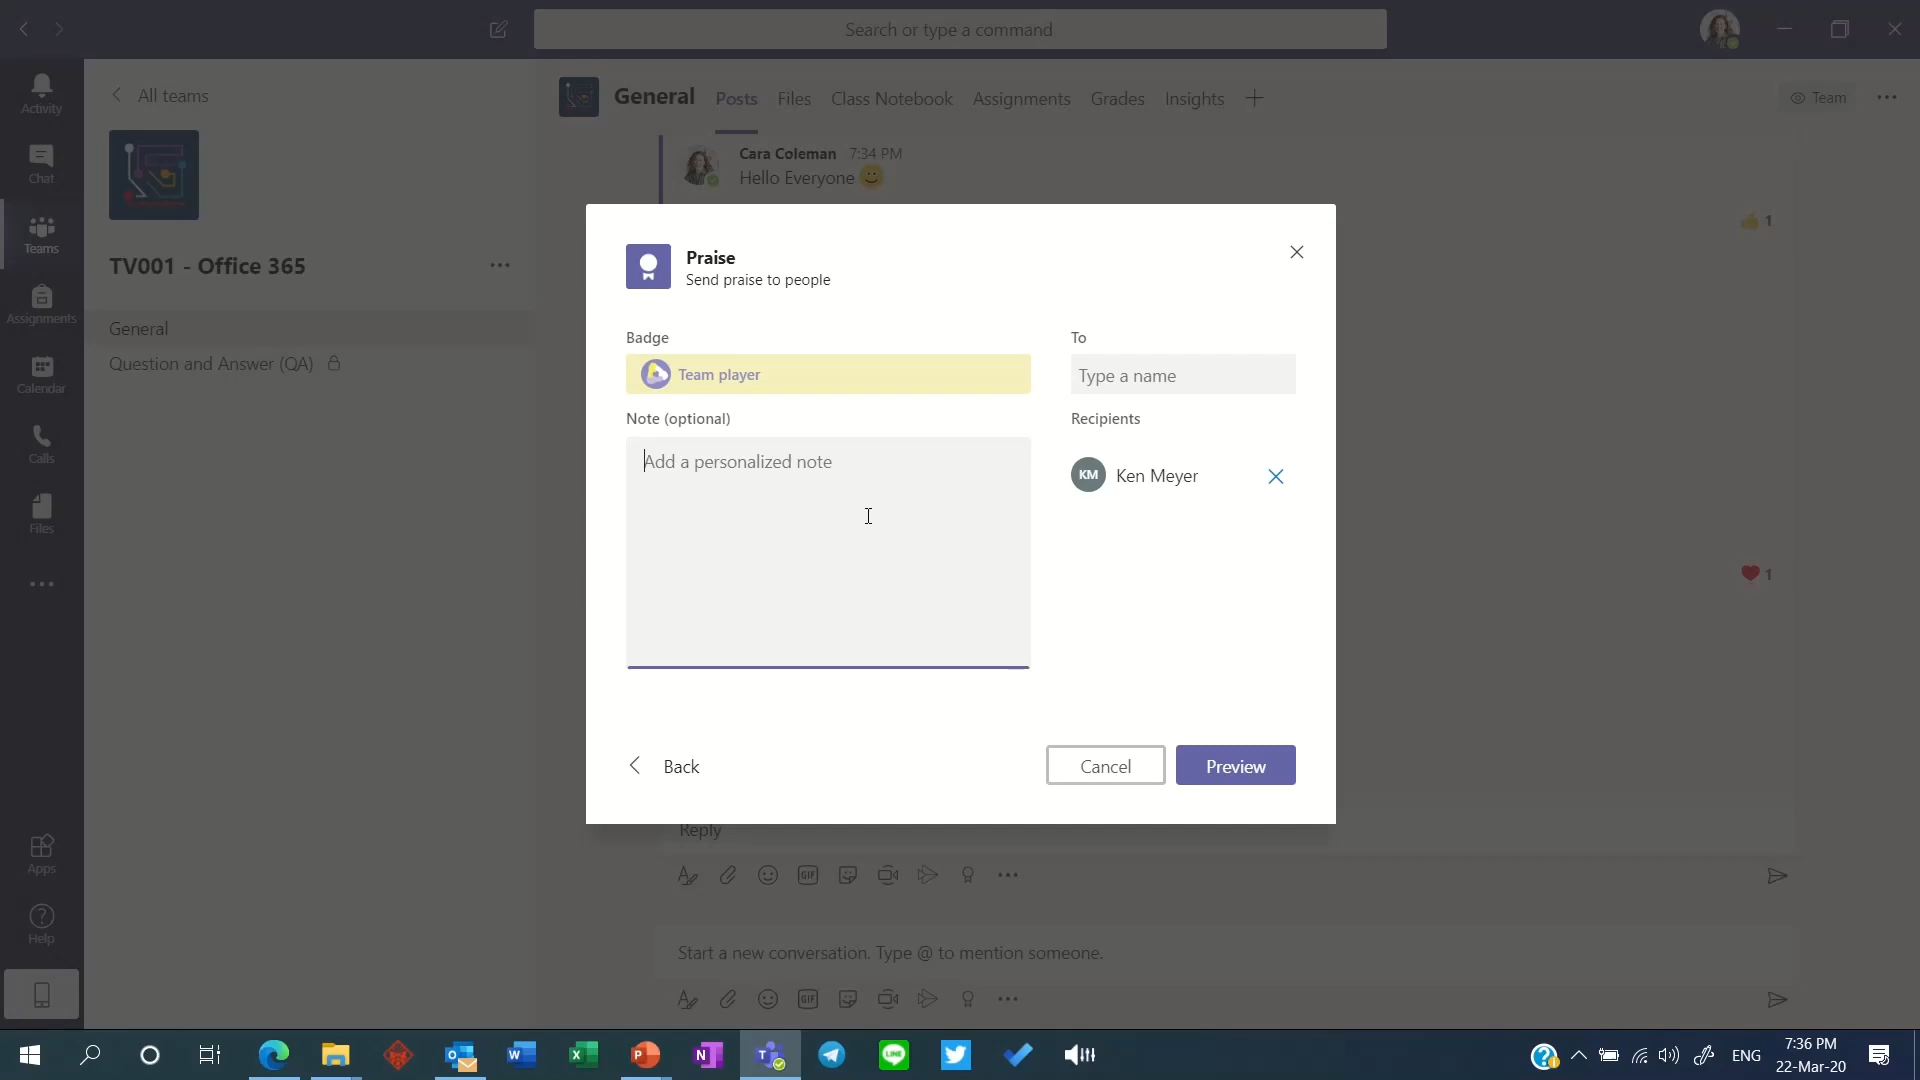 Search or type a command
Activity
Chat
Teams
Assignments
Calendar
Calls
Files
Apps
Help
All teams
TV001 - Office 365
General
Question and Answer (QA)
General
Posts
Files
Class Notebook
Assignments
Grades
Insights
Team
Cara Coleman 7:34 PM
Hello Everyone
1
1
Praise
Send praise to people
Badge
Team player
Note (optional)
Add a personalized note
To
Type a name
Recipients
KM
Ken Meyer
Back
Cancel
Preview
Reply
GIF
Start a new conversation. Type @ to mention someone.
GIF
LINE
ENG
7:36 PM
22-Mar-20